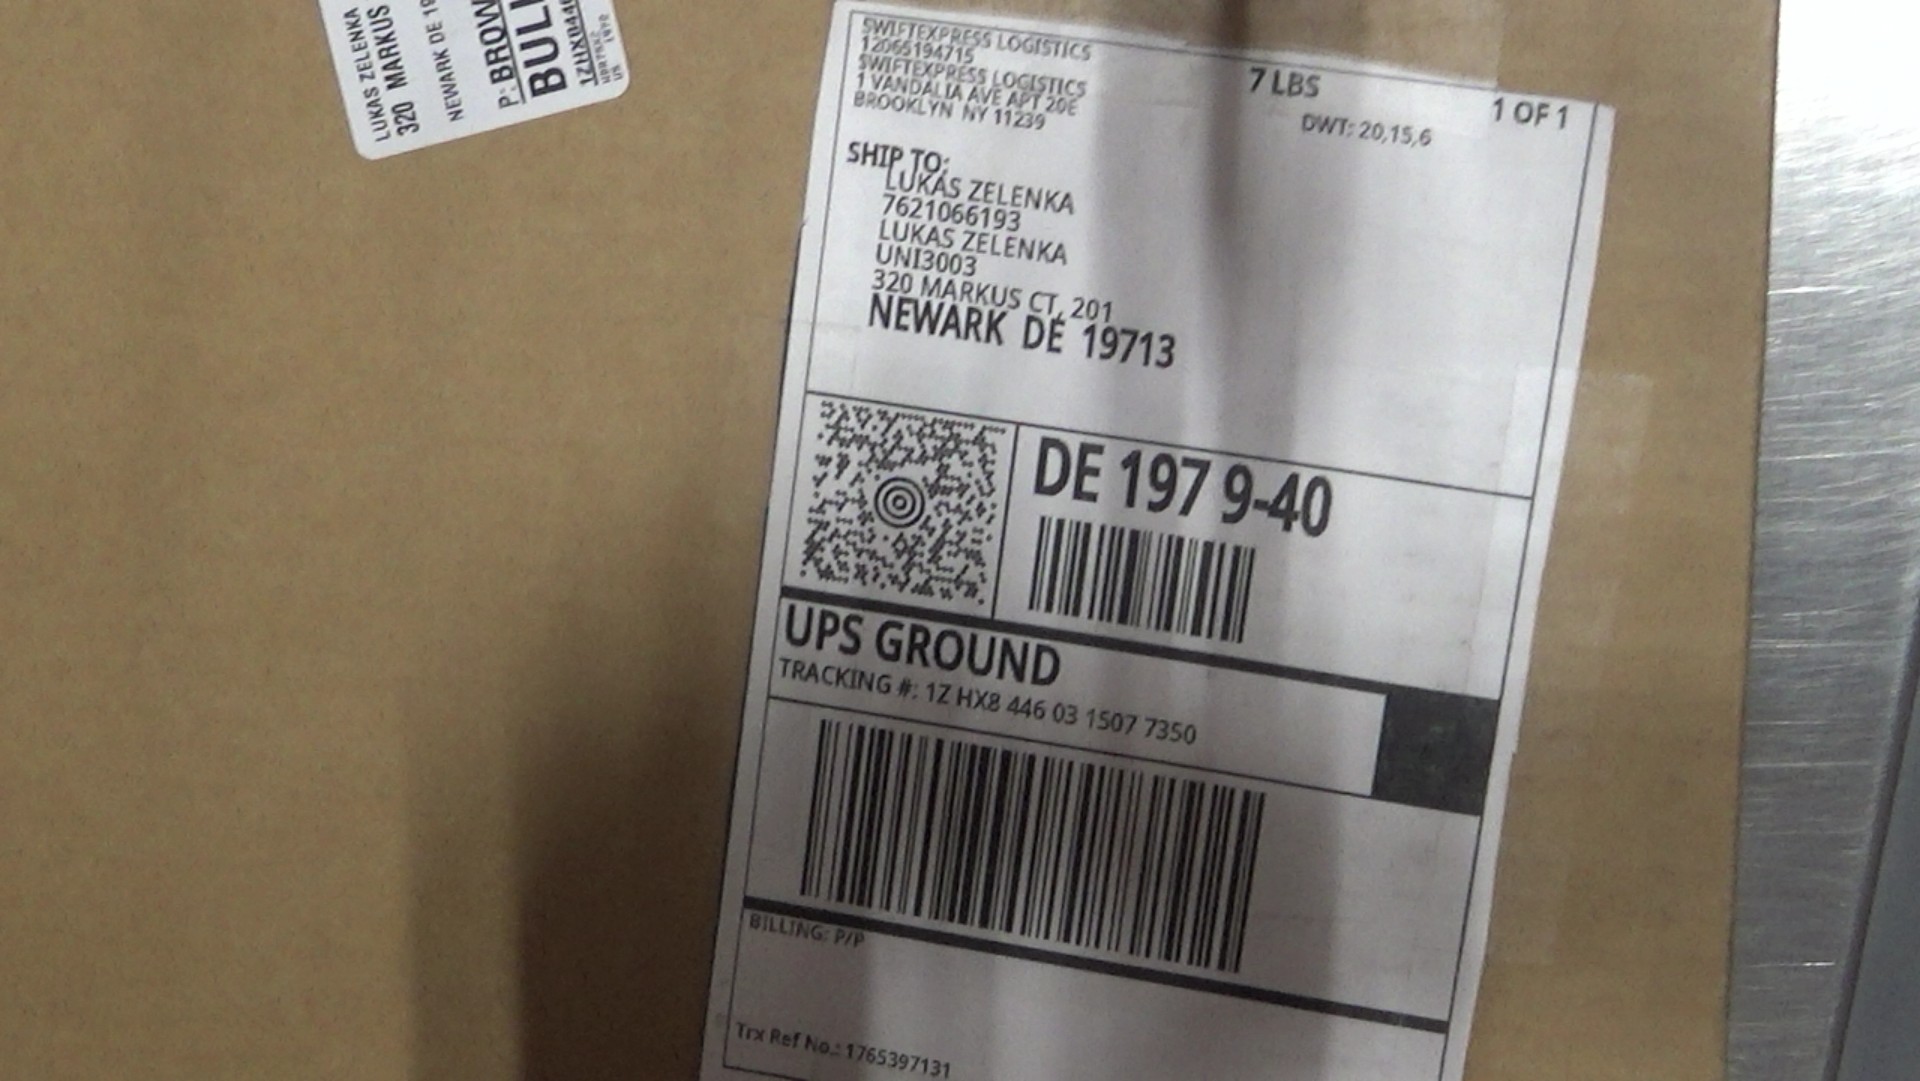 LUKAS ZELENKA
320 MARKUS
NEWARK DE 19
P: BROW
BUL
SWIFTEXPRESS LOGISTICS
12065194715
SWIFTEXPRESS LOGISTICS
1 VANDALIA AVE APT 20E
BROOKLYN NY 11239
7 LBS
1 OF 1
DWT: 20,15,6
SHIP TO:
LUKAS ZELENKA
7621066193
LUKAS ZELENKA
UNI3003
320 MARKUS CT, 201
NEWARK DE 19713
DE 197 9-40
UPS GROUND
TRACKING #: 1Z HX8 446 03 1507 7350
BILLING: P/P
Trx Ref No.: 1765397131